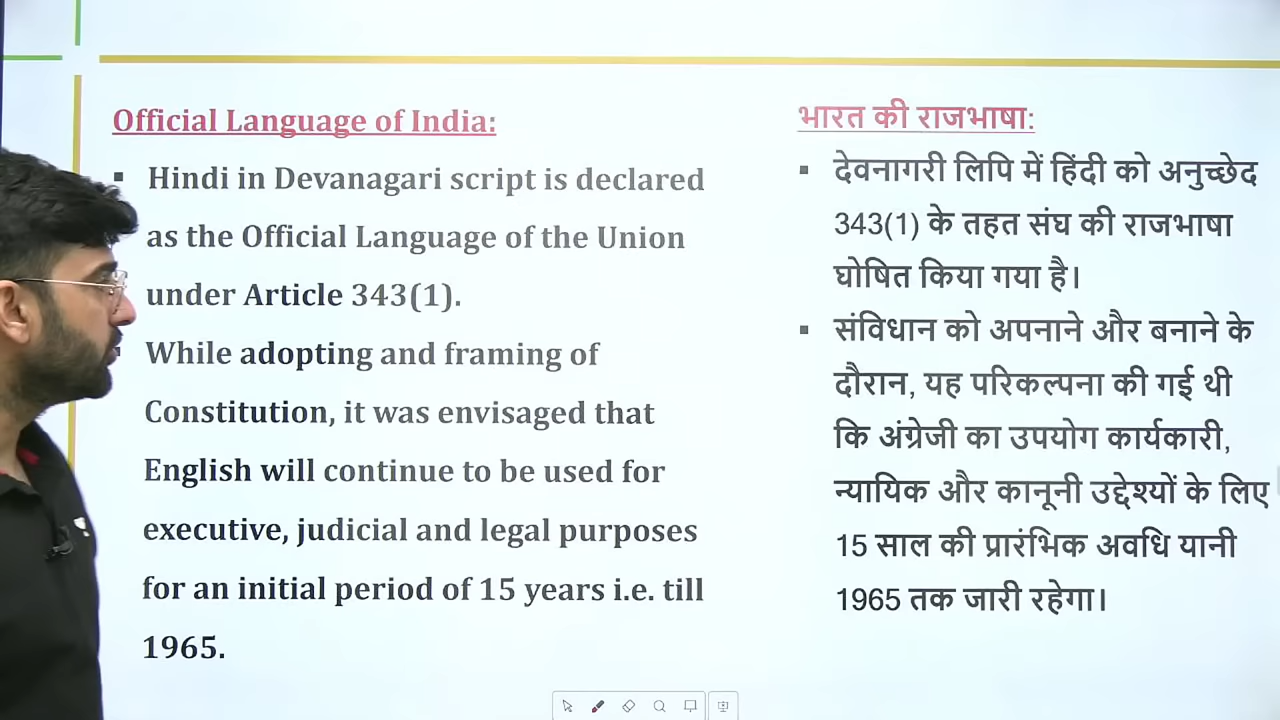 Official Language of India:
▪ Hindi in Devanagari script is declared
as the Official Language of the Union
under Article 343(1).
▪ While adopting and framing of
Constitution, it was envisaged that
English will continue to be used for
executive, judicial and legal purposes
for an initial period of 15 years i.e. till
1965.
भारत की राजभाषा:
▪ देवनागरी लिपि में हिंदी को अनुच्छेद
343(1) के तहत संघ की राजभाषा
घोषित किया गया है।
▪ संविधान को अपनाने और बनाने के
दौरान, यह परिकल्पना की गई थी
कि अंग्रेजी का उपयोग कार्यकारी,
न्यायिक और कानूनी उद्देश्यों के लिए
15 साल की प्रारंभिक अवधि यानी
1965 तक जारी रहेगा।